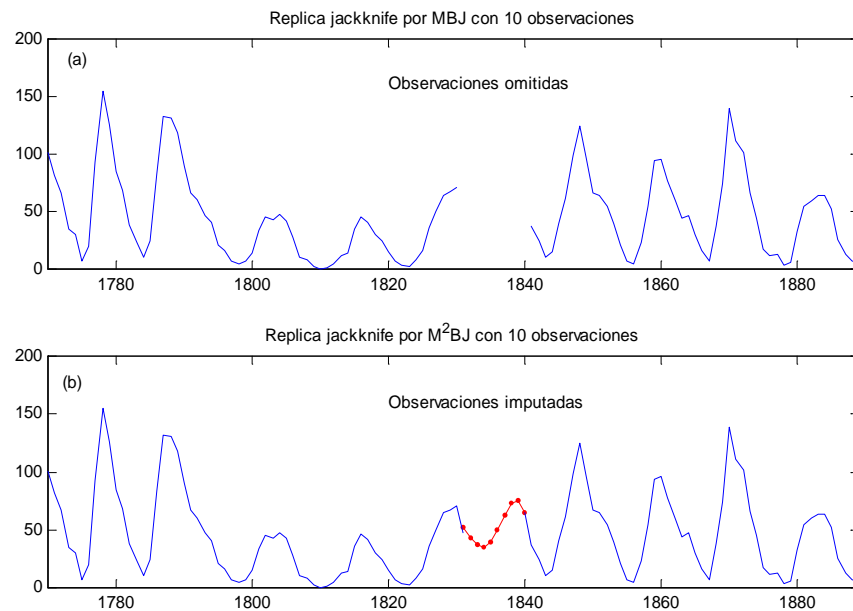 Replica jackknife por MBJ con 10 observaciones
200
(a)
Observaciones omitidas
150
100
50
0
1780 1800 1820 1840 1860 1880
Replica jackknife por M²BJ con 10 observaciones
200
(b)
Observaciones imputadas
150
100
50
0
1780 1800 1820 1840 1860 1880